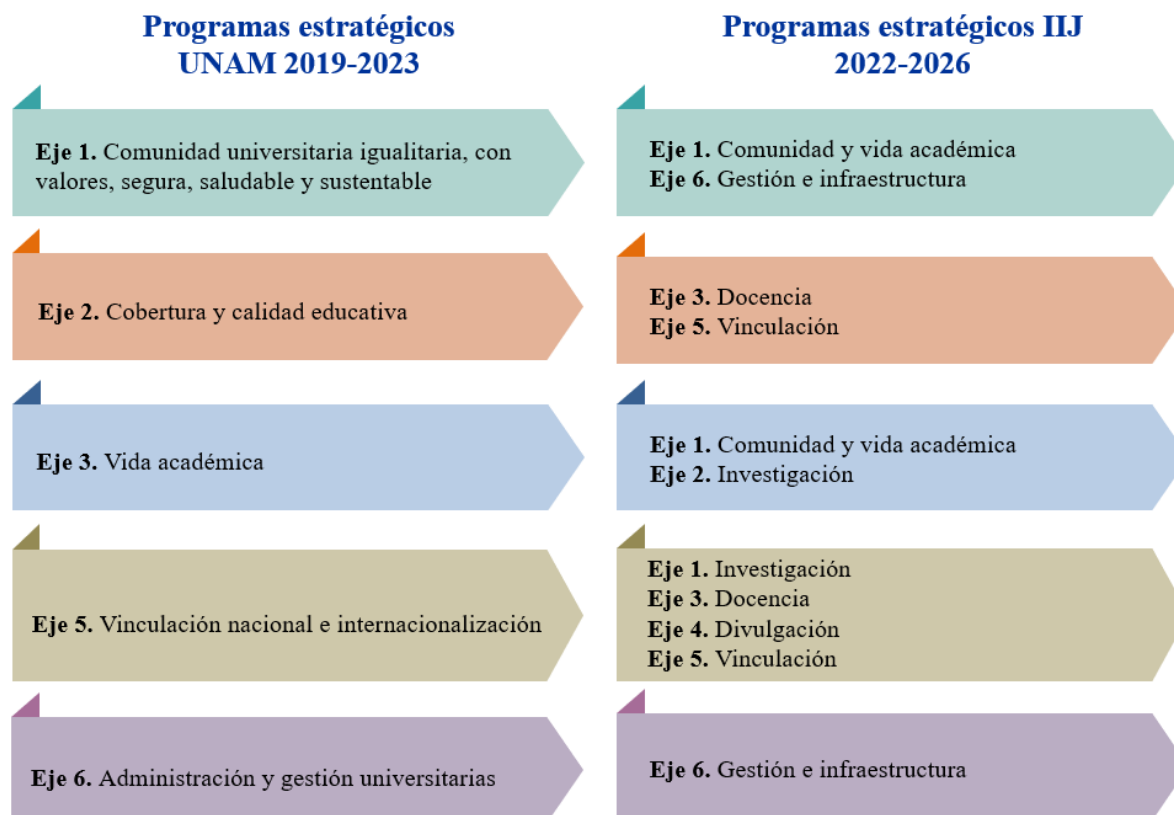 Programas estratégicos
UNAM 2019-2023
Programas estratégicos IIJ
2022-2026
Eje 1. Comunidad universitaria igualitaria, con
valores, segura, saludable y sustentable
Eje 1. Comunidad y vida académica
Eje 6. Gestión e infraestructura
Eje 2. Cobertura y calidad educativa
Eje 3. Docencia
Eje 5. Vinculación
Eje 3. Vida académica
Eje 1. Comunidad y vida académica
Eje 2. Investigación
Eje 5. Vinculación nacional e internacionalización
Eje 1. Investigación
Eje 3. Docencia
Eje 4. Divulgación
Eje 5. Vinculación
Eje 6. Administración y gestión universitarias
Eje 6. Gestión e infraestructura